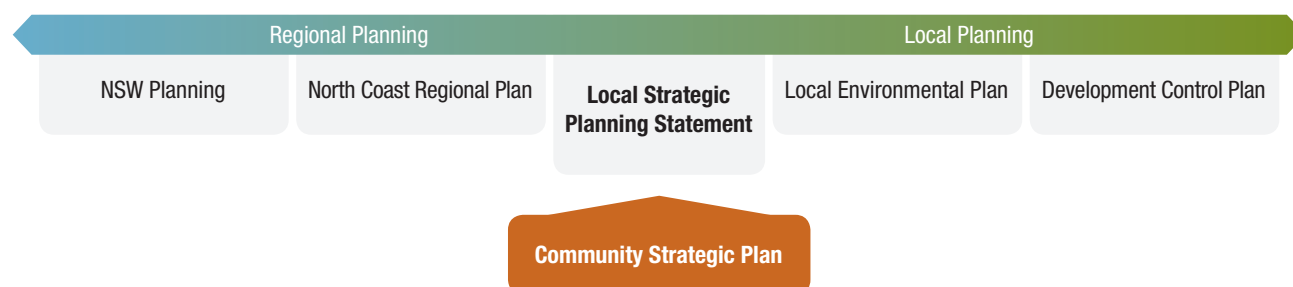 Regional Planning
Local Planning
NSW Planning
North Coast Regional Plan
Local Strategic
Planning Statement
Local Environmental Plan
Development Control Plan
Community Strategic Plan